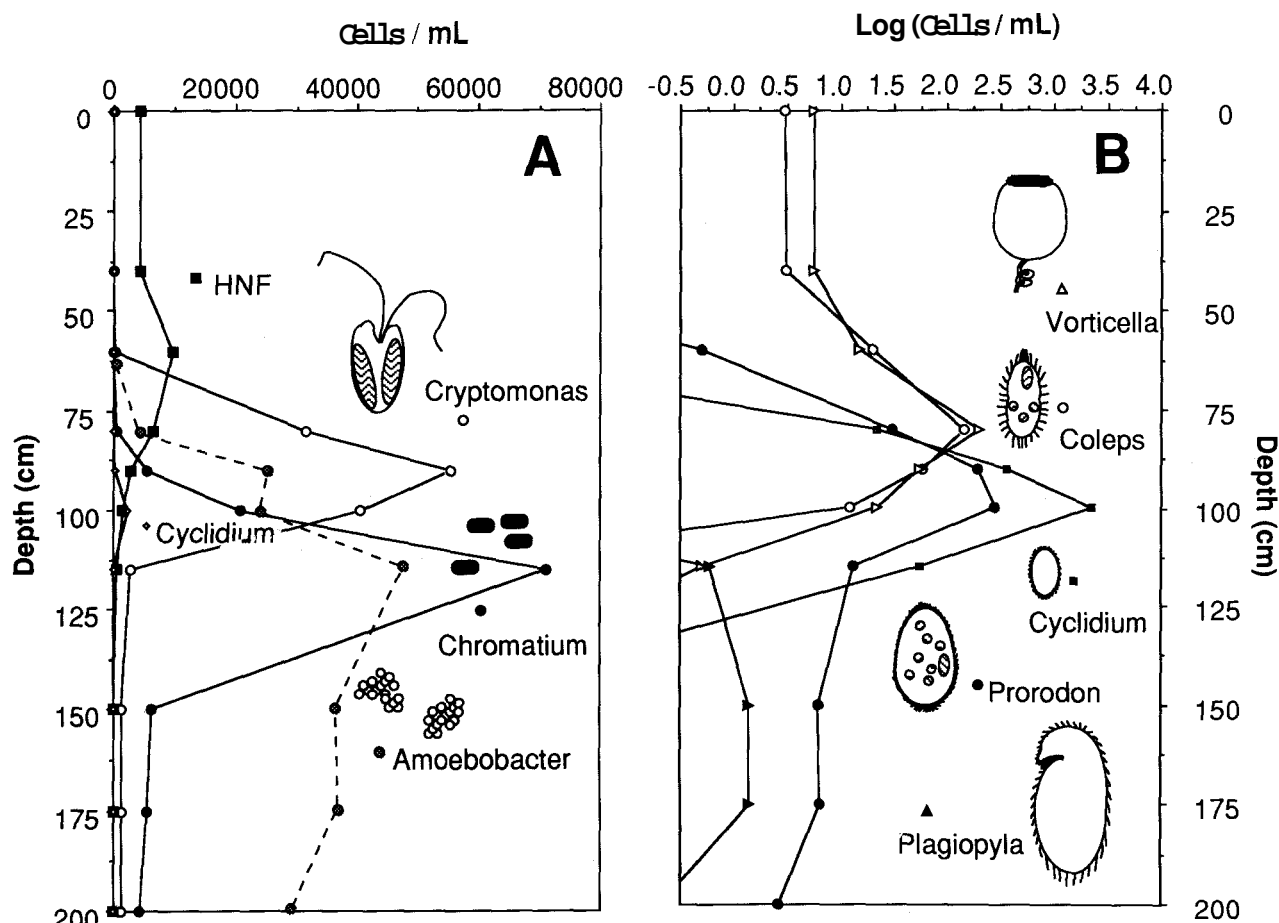 Cells / mL
0 20000 40000 60000 80000
A
0
25
50
75
100
125
150
175
200
Depth (cm)
HNF
Cryptomonas
Cyclidium
Chromatium
Amoebobacter
Log (Cells / mL)
-0.5 0.0 0.5 1.0 1.5 2.0 2.5 3.0 3.5 4.0
B
0
25
50
75
100
125
150
175
200
Depth (cm)
Vorticella
Coleps
Cyclidium
Prorodon
Plagiopyla